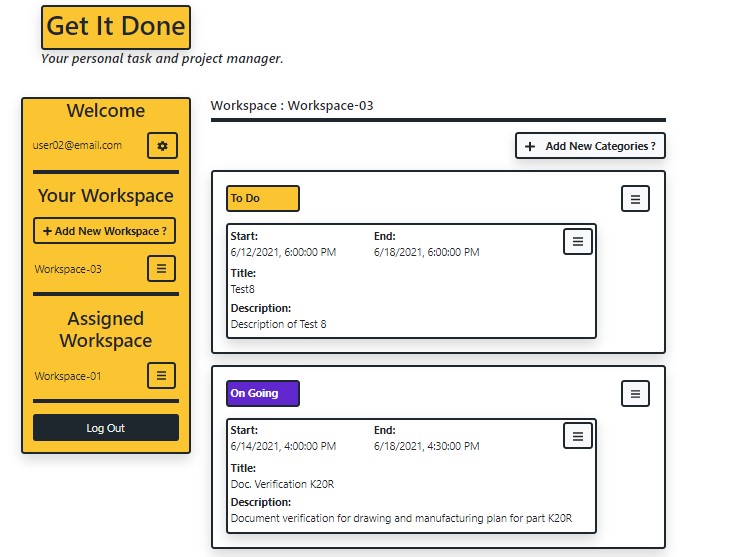 Get It Done
Your personal task and project manager.
Welcome
user02@email.com
Your Workspace
+ Add New Workspace ?
Workspace-03
Assigned
Workspace
Workspace-01
Log Out
Workspace : Workspace-03
+ Add New Categories ?
To Do
Start: End:
6/12/2021, 6:00:00 PM 6/18/2021, 6:00:00 PM
Title:
Test8
Description:
Description of Test 8
On Going
Start: End:
6/14/2021, 4:00:00 PM 6/18/2021, 4:30:00 PM
Title:
Doc. Verification K20R
Description:
Document verification for drawing and manufacturing plan for part K20R